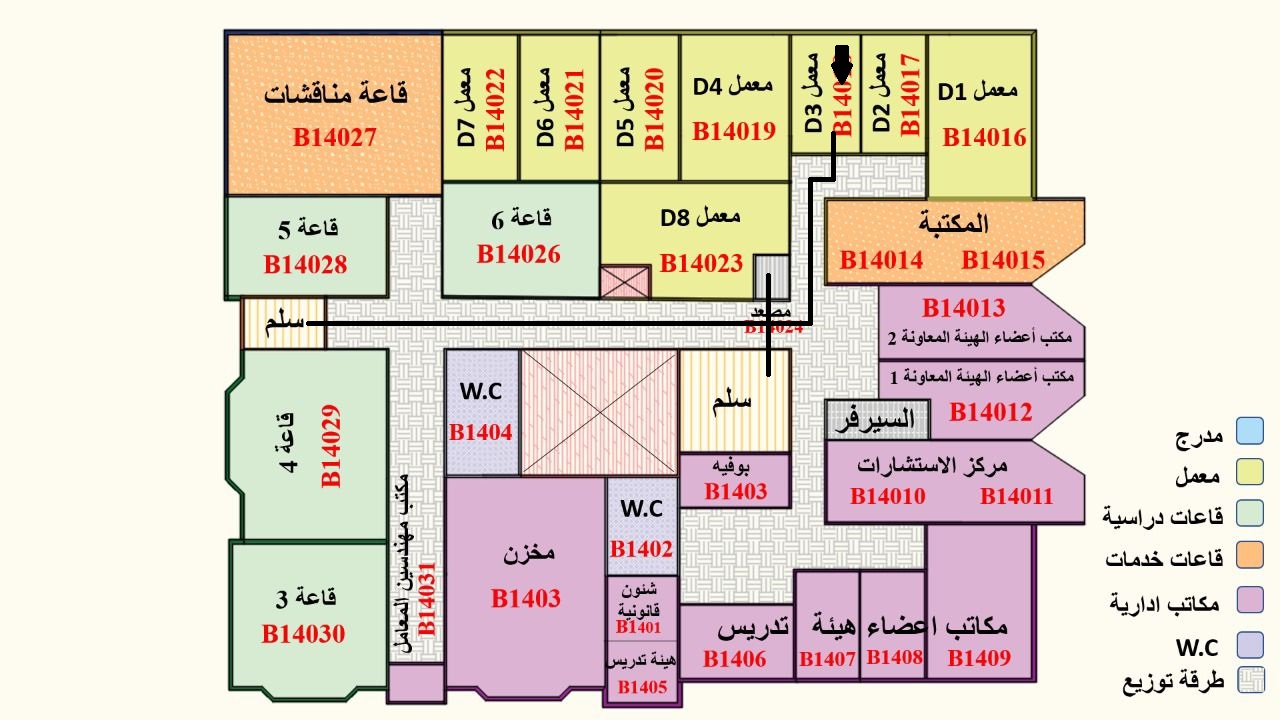 قاعة مناقشات
B14027
معمل D7
B14022
معمل D6
B14021
معمل D5
B14020
معمل D4
B14019
معمل D3
معمل D2
B14017
معمل D1
B14016
قاعة 5
B14028
قاعة 6
B14026
معمل D8
B14023
المكتبة
B14014
B14015
سلم
مصعد
B14024
B14013
مكتب أعضاء الهيئة المعاونة 2
مكتب أعضاء الهيئة المعاونة 1
B14012
السيرفر
قاعة 4
B14029
W.C
B1404
سلم
بوفيه
B1403
مركز الاستشارات
B14010
B14011
مكتب مهندسين المعامل
B14031
مخزن
B1403
W.C
B1402
شئون
قانونية
B1401
هيئة تدريس
B1405
قاعة 3
B14030
مكاتب اعضاء هيئة تدريس
B1406
B1407
B1408
B1409
مدرج
معمل
قاعات دراسية
قاعات خدمات
مكاتب ادارية
W.C
طرقة توزيع